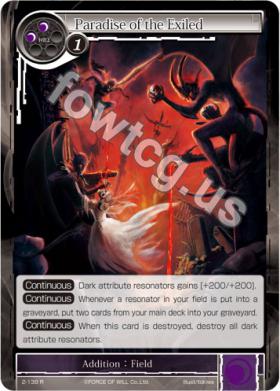 Paradise of the Exiled
WILL
1
fowtcg.us
Continuous Dark attribute resonators gains [+200/+200].
Continuous Whenever a resonator in your field is put into a
graveyard, put two cards from your main deck into your graveyard.
Continuous When this card is destroyed, destroy all dark
attribute resonators.
Addition : Field
2-139 R
©FORCE OF WILL Co.,Ltd.